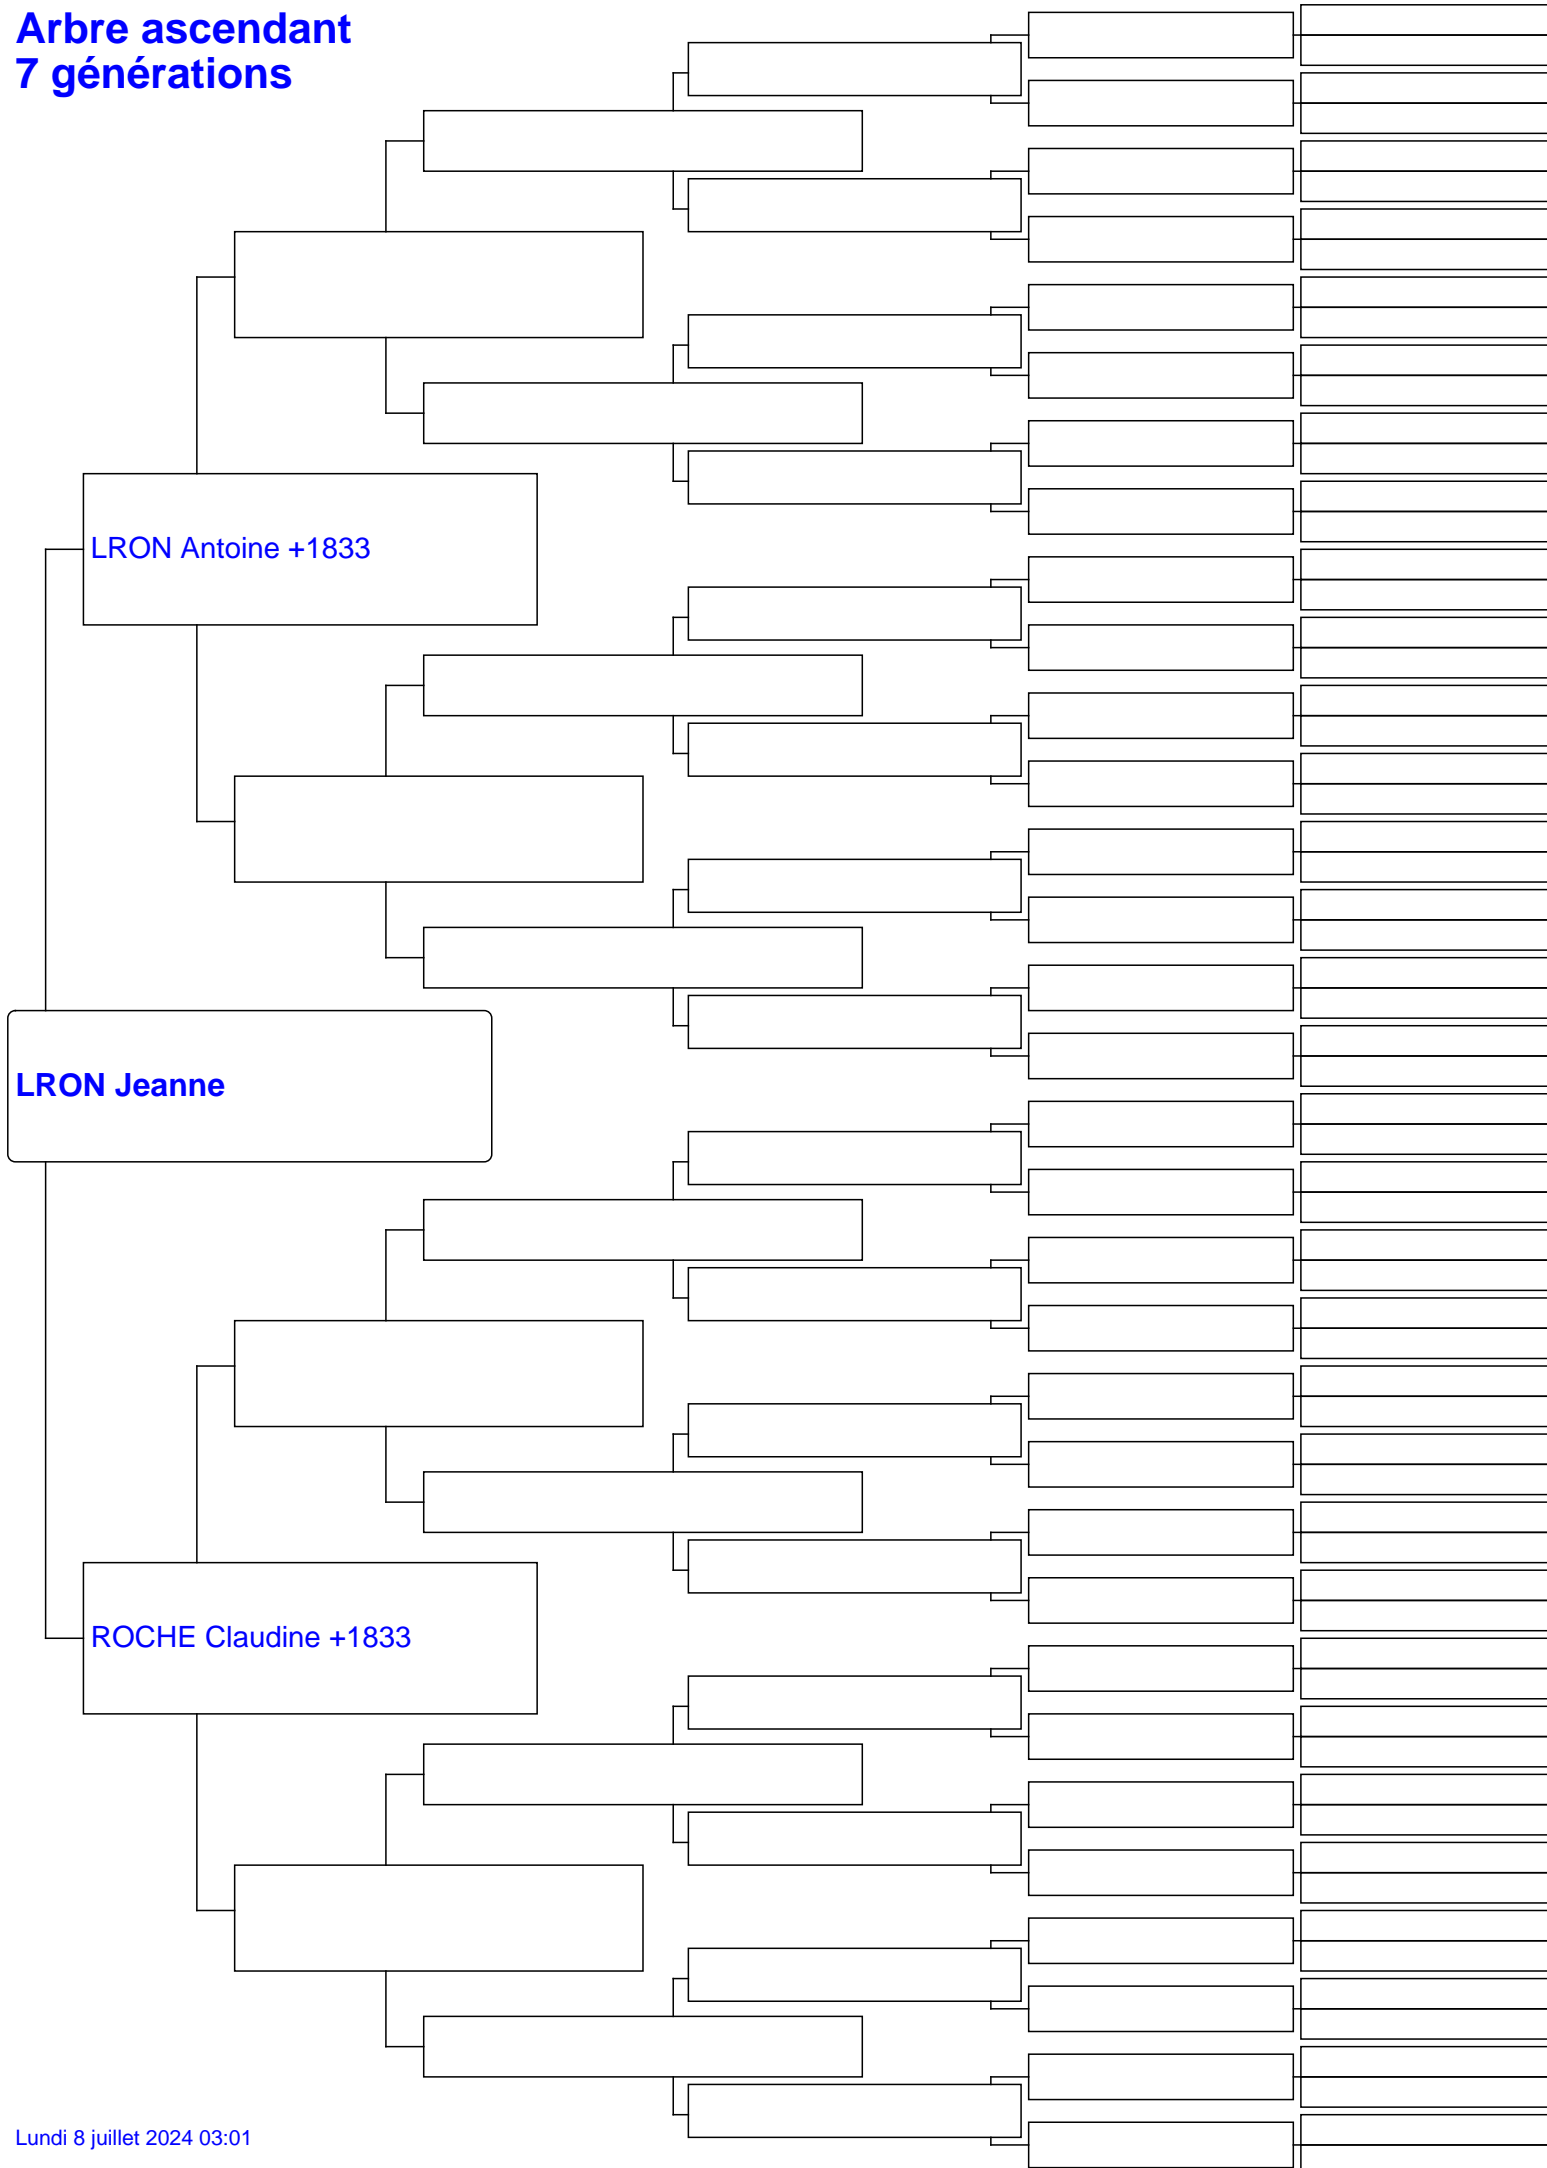 Arbre ascendant
7 générations
LRON Antoine +1833
LRON Jeanne
ROCHE Claudine +1833
Lundi 8 juillet 2024 03:01